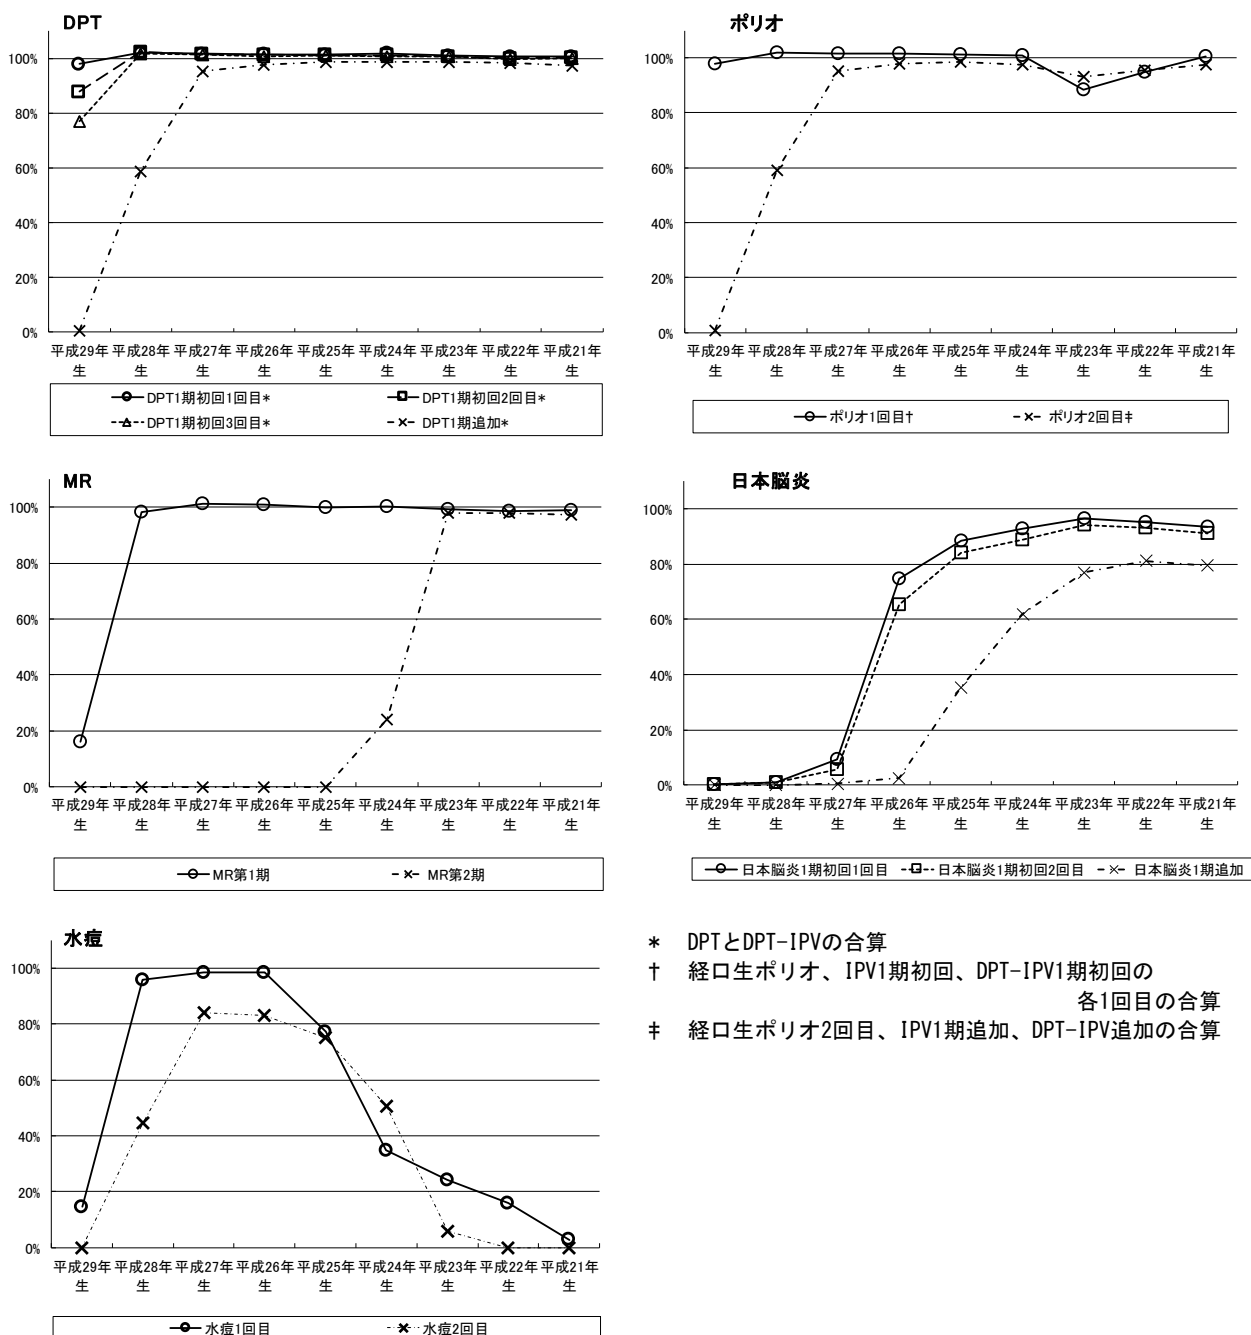 DPT
100%
80%
60%
40%
20%
0%
平成29年 平成28年 平成27年 平成26年 平成25年 平成24年 平成23年 平成22年 平成21年
生 生 生 生 生 生 生 生 生
DPT1期初回1回目* DPT1期初回2回目*
DPT1期初回3回目* DPT1期追加*
ポリオ
100%
80%
60%
40%
20%
0%
平成29年 平成28年 平成27年 平成26年 平成25年 平成24年 平成23年 平成22年 平成21年
生 生 生 生 生 生 生 生 生
ポリオ1回目† ポリオ2回目‡
MR
100%
80%
60%
40%
20%
0%
平成29年 平成28年 平成27年 平成26年 平成25年 平成24年 平成23年 平成22年 平成21年
生 生 生 生 生 生 生 生 生
MR第1期 MR第2期
日本脳炎
100%
80%
60%
40%
20%
0%
平成29年 平成28年 平成27年 平成26年 平成25年 平成24年 平成23年 平成22年 平成21年
生 生 生 生 生 生 生 生 生
日本脳炎1期初回1回目 日本脳炎1期初回2回目 日本脳炎1期追加
水痘
100%
80%
60%
40%
20%
0%
平成29年 平成28年 平成27年 平成26年 平成25年 平成24年 平成23年 平成22年 平成21年
生 生 生 生 生 生 生 生 生
水痘1回目 水痘2回目
* DPTとDPT-IPVの合算
† 経口生ポリオ、IPV1期初回、DPT-IPV1期初回の
各1回目の合算
‡ 経口生ポリオ2回目、IPV1期追加、DPT-IPV追加の合算